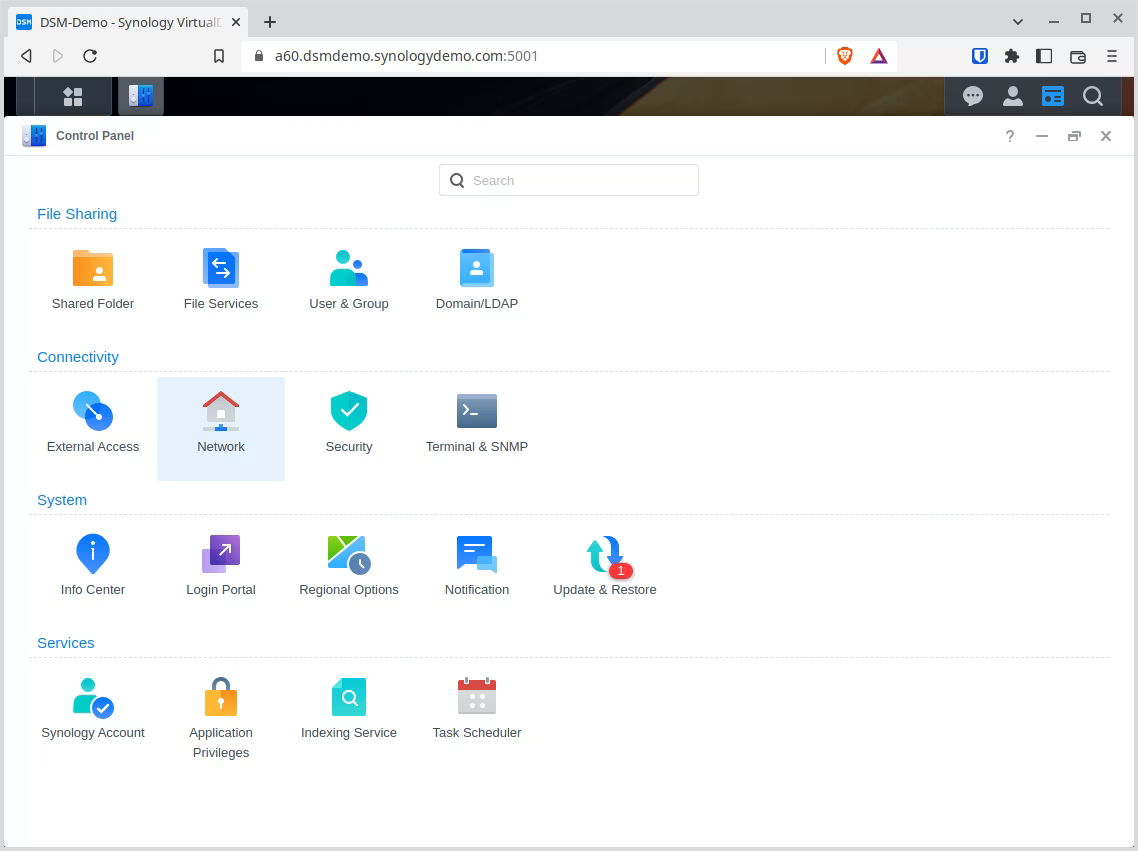 DSM-Demo - Synology VirtualD
a60.dsmdemo.synologydemo.com:5001
Control Panel
Search
File Sharing
Shared Folder
File Services
User & Group
Domain/LDAP
Connectivity
External Access
Network
Security
Terminal & SNMP
System
Info Center
Login Portal
Regional Options
Notification
1
Update & Restore
Services
Synology Account
Application
Privileges
Indexing Service
Task Scheduler